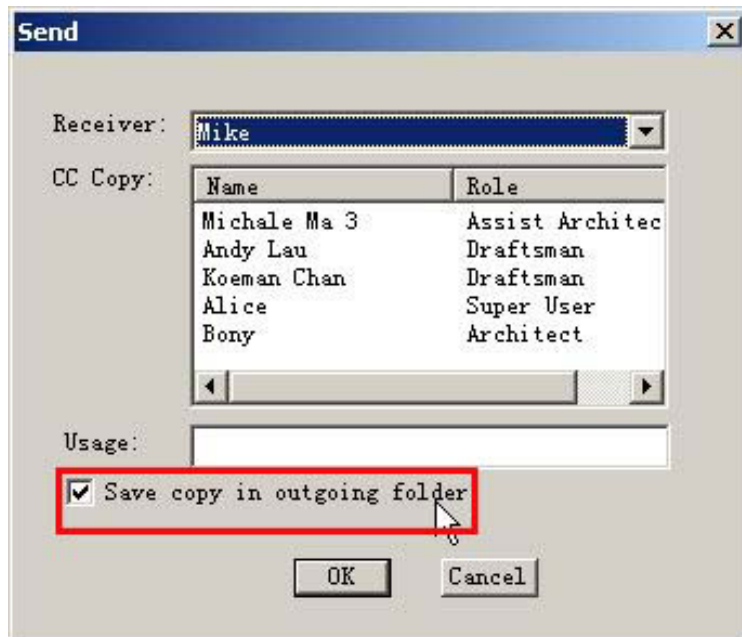 Send
Receiver: Mike
CC Copy: Name Role
Michale Ma 3 Assist Architec
Andy Lau Draftsman
Koeman Chan Draftsman
Alice Super User
Bony Architect
Usage:
Save copy in outgoing folder
OK Cancel